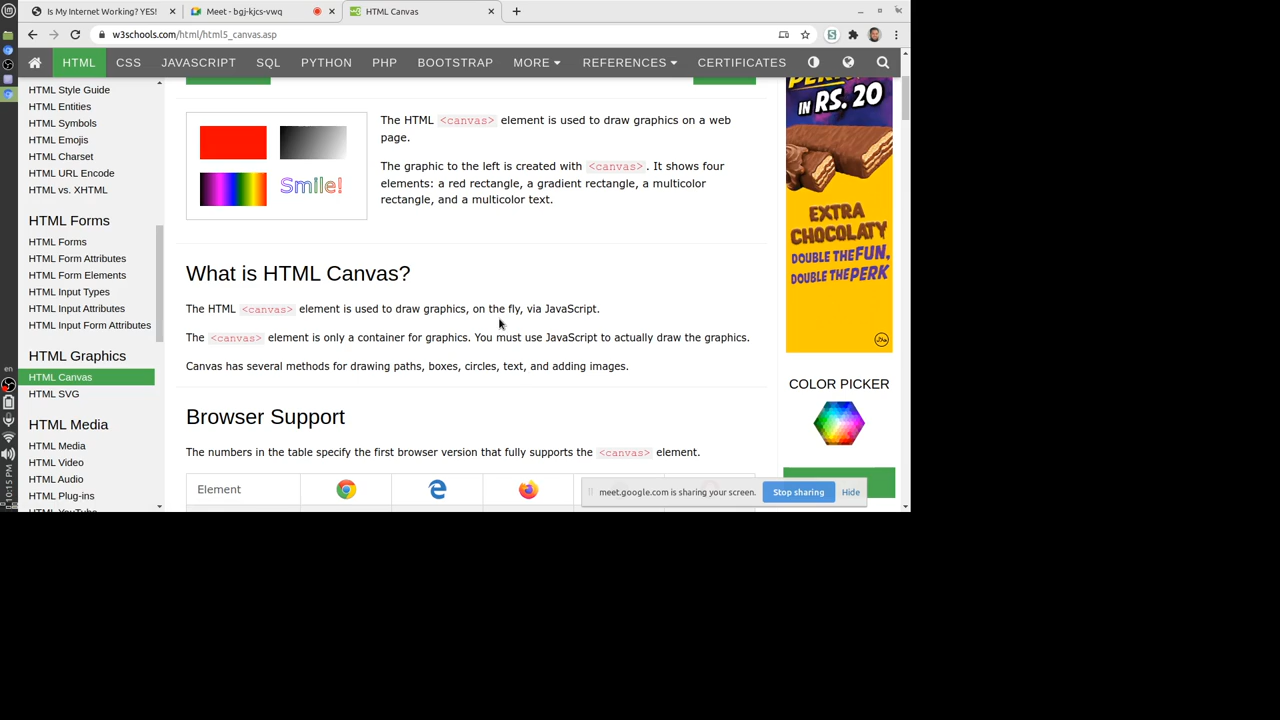 Is My Internet Working? YES!
Meet - bgj-kjcs-vwq
HTML Canvas
w3schools.com/html/html5_canvas.asp
HTML CSS JAVASCRIPT SQL PYTHON PHP BOOTSTRAP MORE REFERENCES CERTIFICATES
HTML Style Guide
HTML Entities
HTML Symbols
HTML Emojis
HTML Charset
HTML URL Encode
HTML vs. XHTML
HTML Forms
HTML Forms
HTML Form Attributes
HTML Form Elements
HTML Input Types
HTML Input Attributes
HTML Input Form Attributes
HTML Graphics
HTML Canvas
HTML SVG
HTML Media
HTML Media
HTML Video
HTML Audio
HTML Plug-ins
HTML YouTube
Smile!
The HTML <canvas> element is used to draw graphics on a web
page.
The graphic to the left is created with <canvas>. It shows four
elements: a red rectangle, a gradient rectangle, a multicolor
rectangle, and a multicolor text.
What is HTML Canvas?
The HTML <canvas> element is used to draw graphics, on the fly, via JavaScript.
The <canvas> element is only a container for graphics. You must use JavaScript to actually draw the graphics.
Canvas has several methods for drawing paths, boxes, circles, text, and adding images.
Browser Support
The numbers in the table specify the first browser version that fully supports the <canvas> element.
Element
meet.google.com is sharing your screen.
Stop sharing
Hide
IN RS. 20
EXTRA
CHOCOLATY
DOUBLE THE FUN,
DOUBLE THE PERK
COLOR PICKER
en
10:15 PM